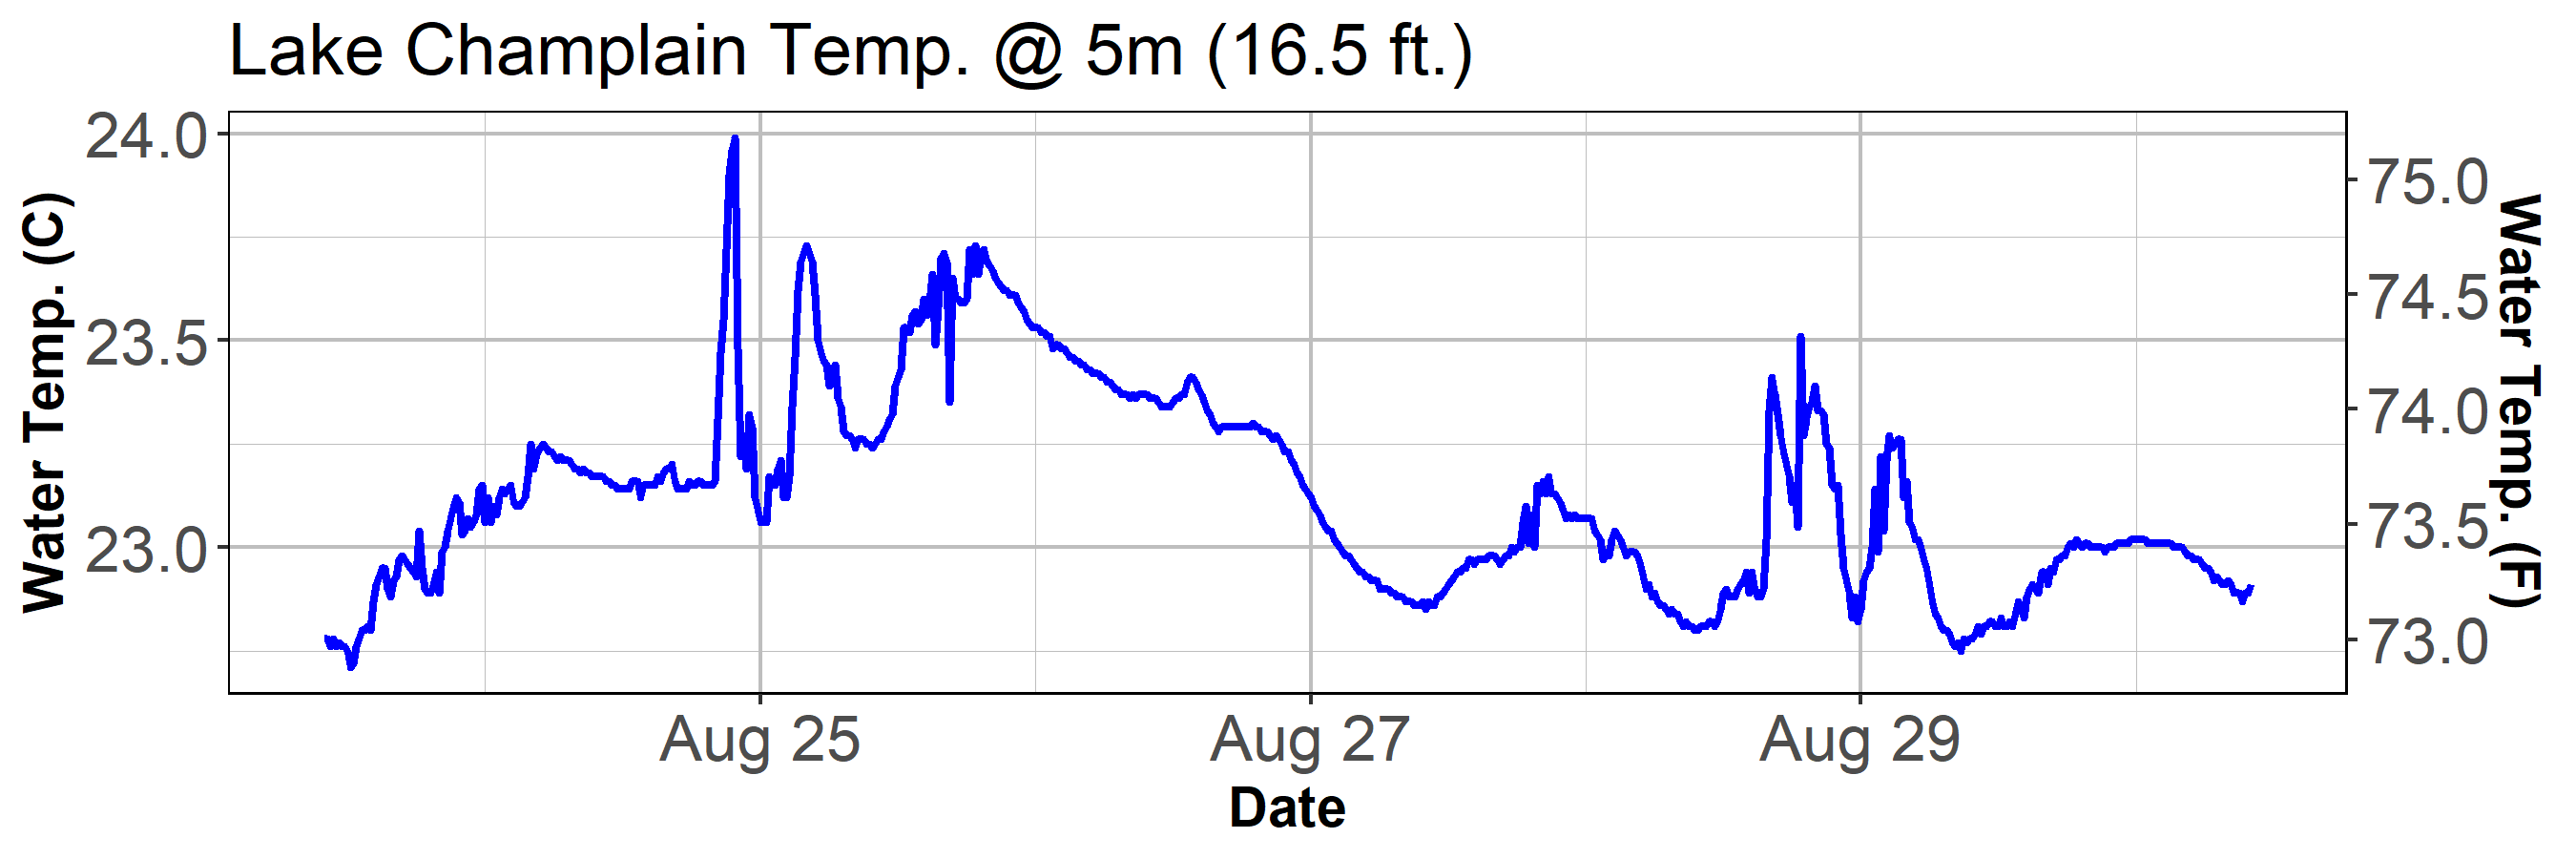 Lake Champlain Temp. @ 5m (16.5 ft.)
Water Temp. (C)
24.0
23.5
23.0
75.0
74.5
74.0
73.5
73.0
Water Temp. (F)
Aug 25
Aug 27
Aug 29
Date